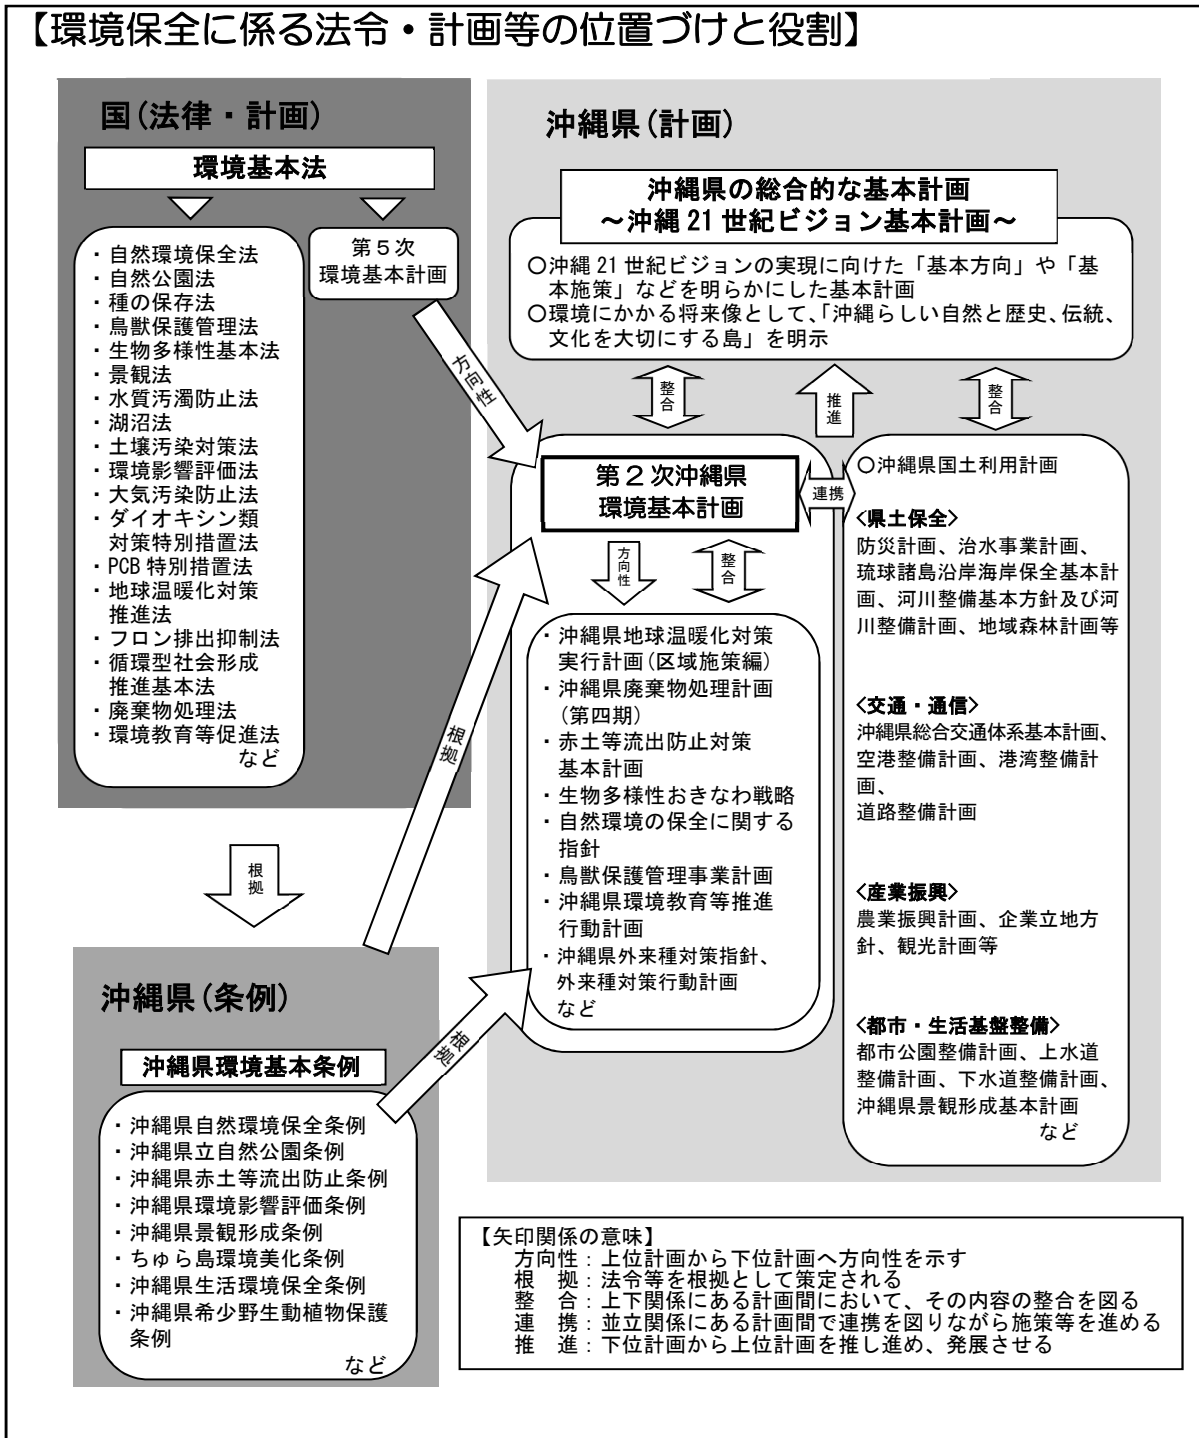 【環境保全に係る法令・計画等の位置づけと役割】
国(法律・計画)
環境基本法
・自然環境保全法
・自然公園法
・種の保存法
・鳥獣保護管理法
・生物多様性基本法
・景観法
・水質汚濁防止法
・湖沼法
・土壌汚染対策法
・環境影響評価法
・大気汚染防止法
・ダイオキシン類
対策特別措置法
・PCB特別措置法
・地球温暖化対策
推進法
・フロン排出抑制法
・循環型社会形成
推進基本法
・廃棄物処理法
・環境教育等促進法
など
第5次
環境基本計画
方向性
根拠
根拠
沖縄県(条例)
沖縄県環境基本条例
・沖縄県自然環境保全条例
・沖縄県立自然公園条例
・沖縄県赤土等流出防止条例
・沖縄県環境影響評価条例
・沖縄県景観形成条例
・ちゅら島環境美化条例
・沖縄県生活環境保全条例
・沖縄県希少野生動植物保護
条例
など
根拠
沖縄県(計画)
沖縄県の総合的な基本計画
～沖縄21世紀ビジョン基本計画～
○沖縄21世紀ビジョンの実現に向けた「基本方向」や「基
本施策」などを明らかにした基本計画
○環境にかかる将来像として、「沖縄らしい自然と歴史、伝統、
文化を大切にする島」を明示
整合
推進
整合
第2次沖縄県
環境基本計画
連携
方向性
整合
・沖縄県地球温暖化対策
実行計画(区域施策編)
・沖縄県廃棄物処理計画
(第四期)
・赤土等流出防止対策
基本計画
・生物多様性おきなわ戦略
・自然環境の保全に関する
指針
・鳥獣保護管理事業計画
・沖縄県環境教育等推進
行動計画
・沖縄県外来種対策指針、
外来種対策行動計画
など
○沖縄県国土利用計画
<県土保全>
防災計画、治水事業計画、
琉球諸島沿岸海岸保全基本計
画、河川整備基本方針及び河
川整備計画、地域森林計画等
<交通・通信>
沖縄県総合交通体系基本計画、
空港整備計画、港湾整備計
画、
道路整備計画
<産業振興>
農業振興計画、企業立地方
針、観光計画等
<都市・生活基盤整備>
都市公園整備計画、上水道
整備計画、下水道整備計画、
沖縄県景観形成基本計画
など
【矢印関係の意味】
方向性：上位計画から下位計画へ方向性を示す
根　拠：法令等を根拠として策定される
整　合：上下関係にある計画間において、その内容の整合を図る
連　携：並立関係にある計画間で連携を図りながら施策等を進める
推　進：下位計画から上位計画を推し進め、発展させる